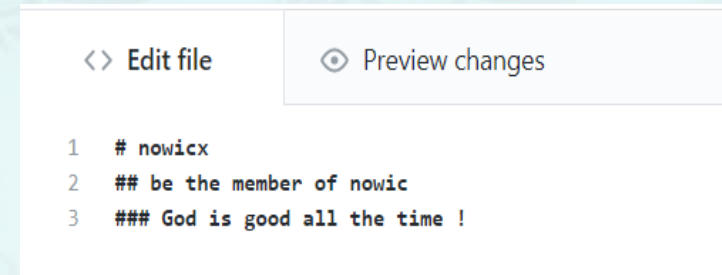 <> Edit file
Preview changes
1 # nowicx
2 ## be the member of nowic
3 ### God is good all the time !